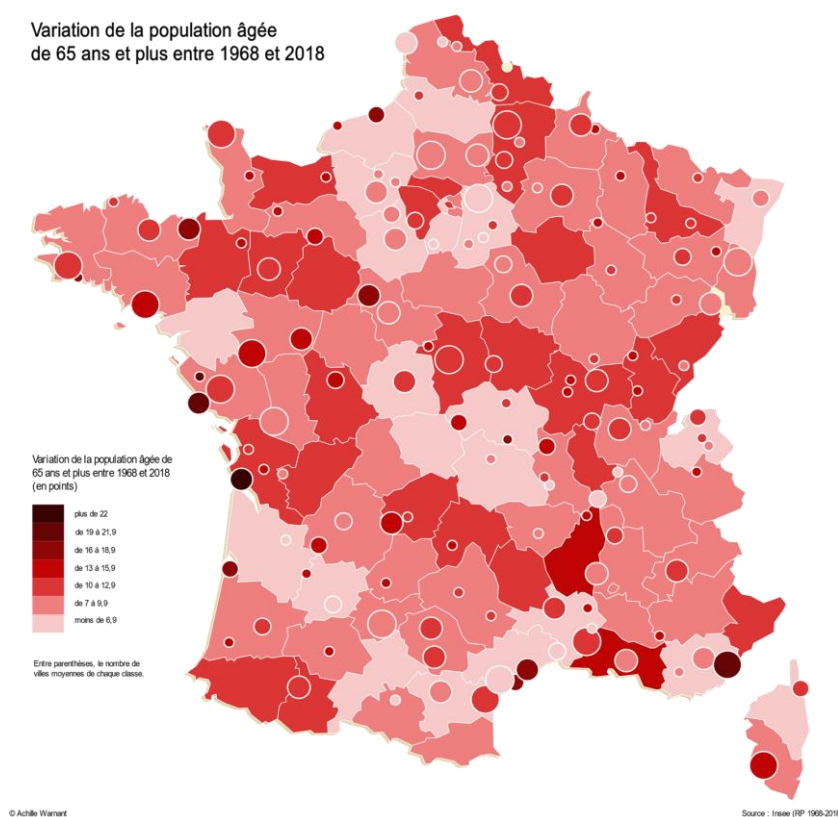 Variation de la population âgée
de 65 ans et plus entre 1968 et 2018
Variation de la population âgée de
65 ans et plus entre 1968 et 2018
(en points)
plus de 22
de 19 à 21,9
de 16 à 18,9
de 13 à 15,9
de 10 à 12,9
de 7 à 9,9
moins de 6,9
Entre parenthèses, le nombre de
villes moyennes de chaque classe.
© Achille Warnant
Source : Insee (RP 1968-2018